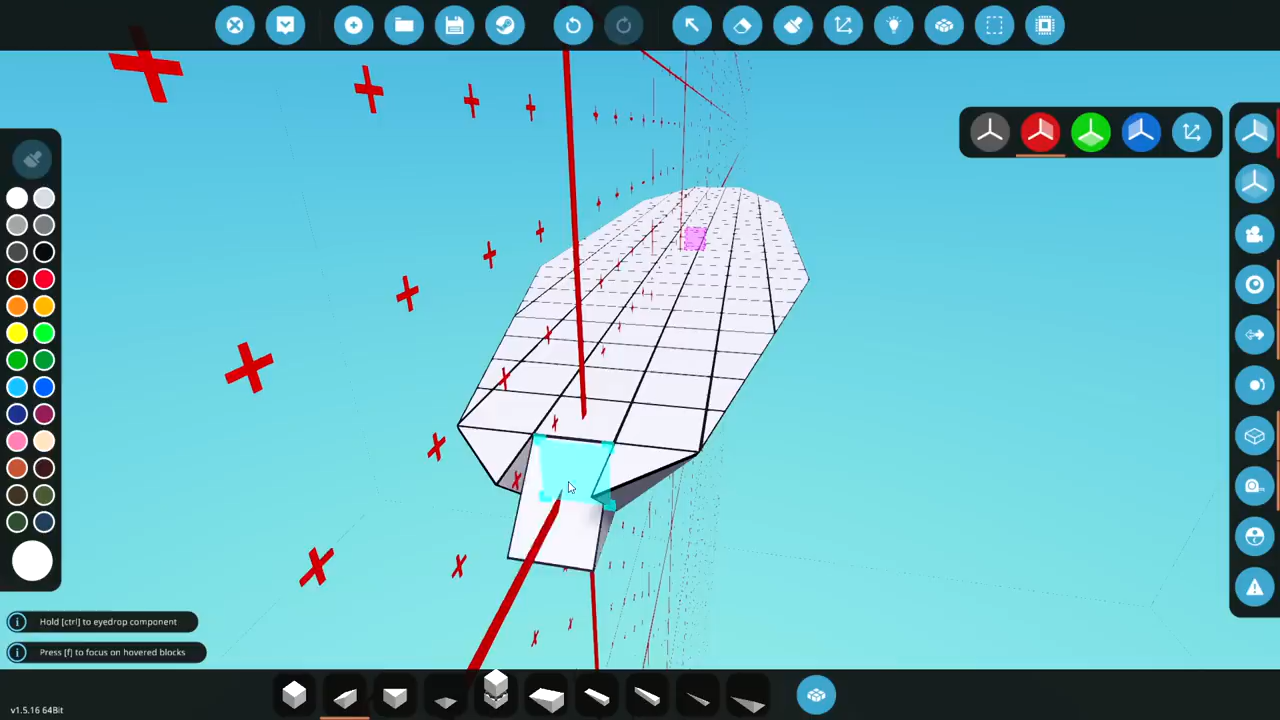 Hold [ctrl] to eyedrop component
Press [f] to focus on hovered blocks
v1.5.16 64Bit